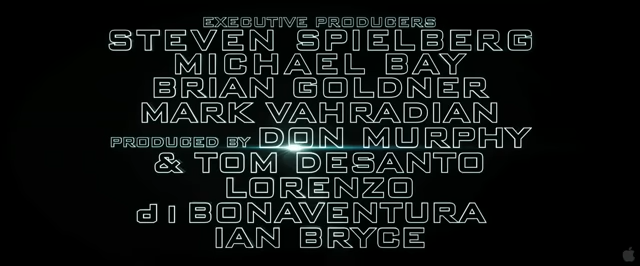 EXECUTIVE PRODUCERS
STEVEN SPIELBERG
MICHAEL BAY
BRIAN GOLDNER
MARK VAHRADIAN
PRODUCED BY DON MURPHY
& TOM DESANTO
LORENZO
di BONAVENTURA
IAN BRYCE